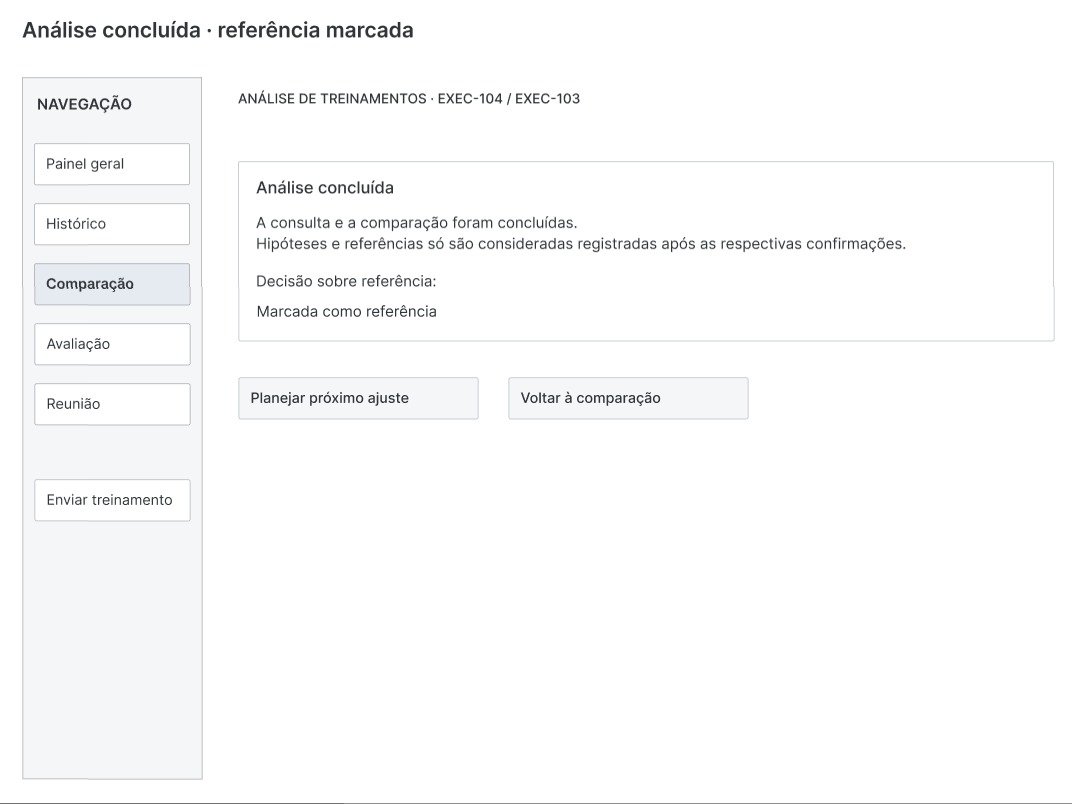 Análise concluída · referência marcada
NAVEGAÇÃO
Painel geral
Histórico
Comparação
Avaliação
Reunião
Enviar treinamento
ANÁLISE DE TREINAMENTOS · EXEC-104 / EXEC-103
Análise concluída
A consulta e a comparação foram concluídas.
Hipóteses e referências só são consideradas registradas após as respectivas confirmações.
Decisão sobre referência:
Marcada como referência
Planejar próximo ajuste
Voltar à comparação